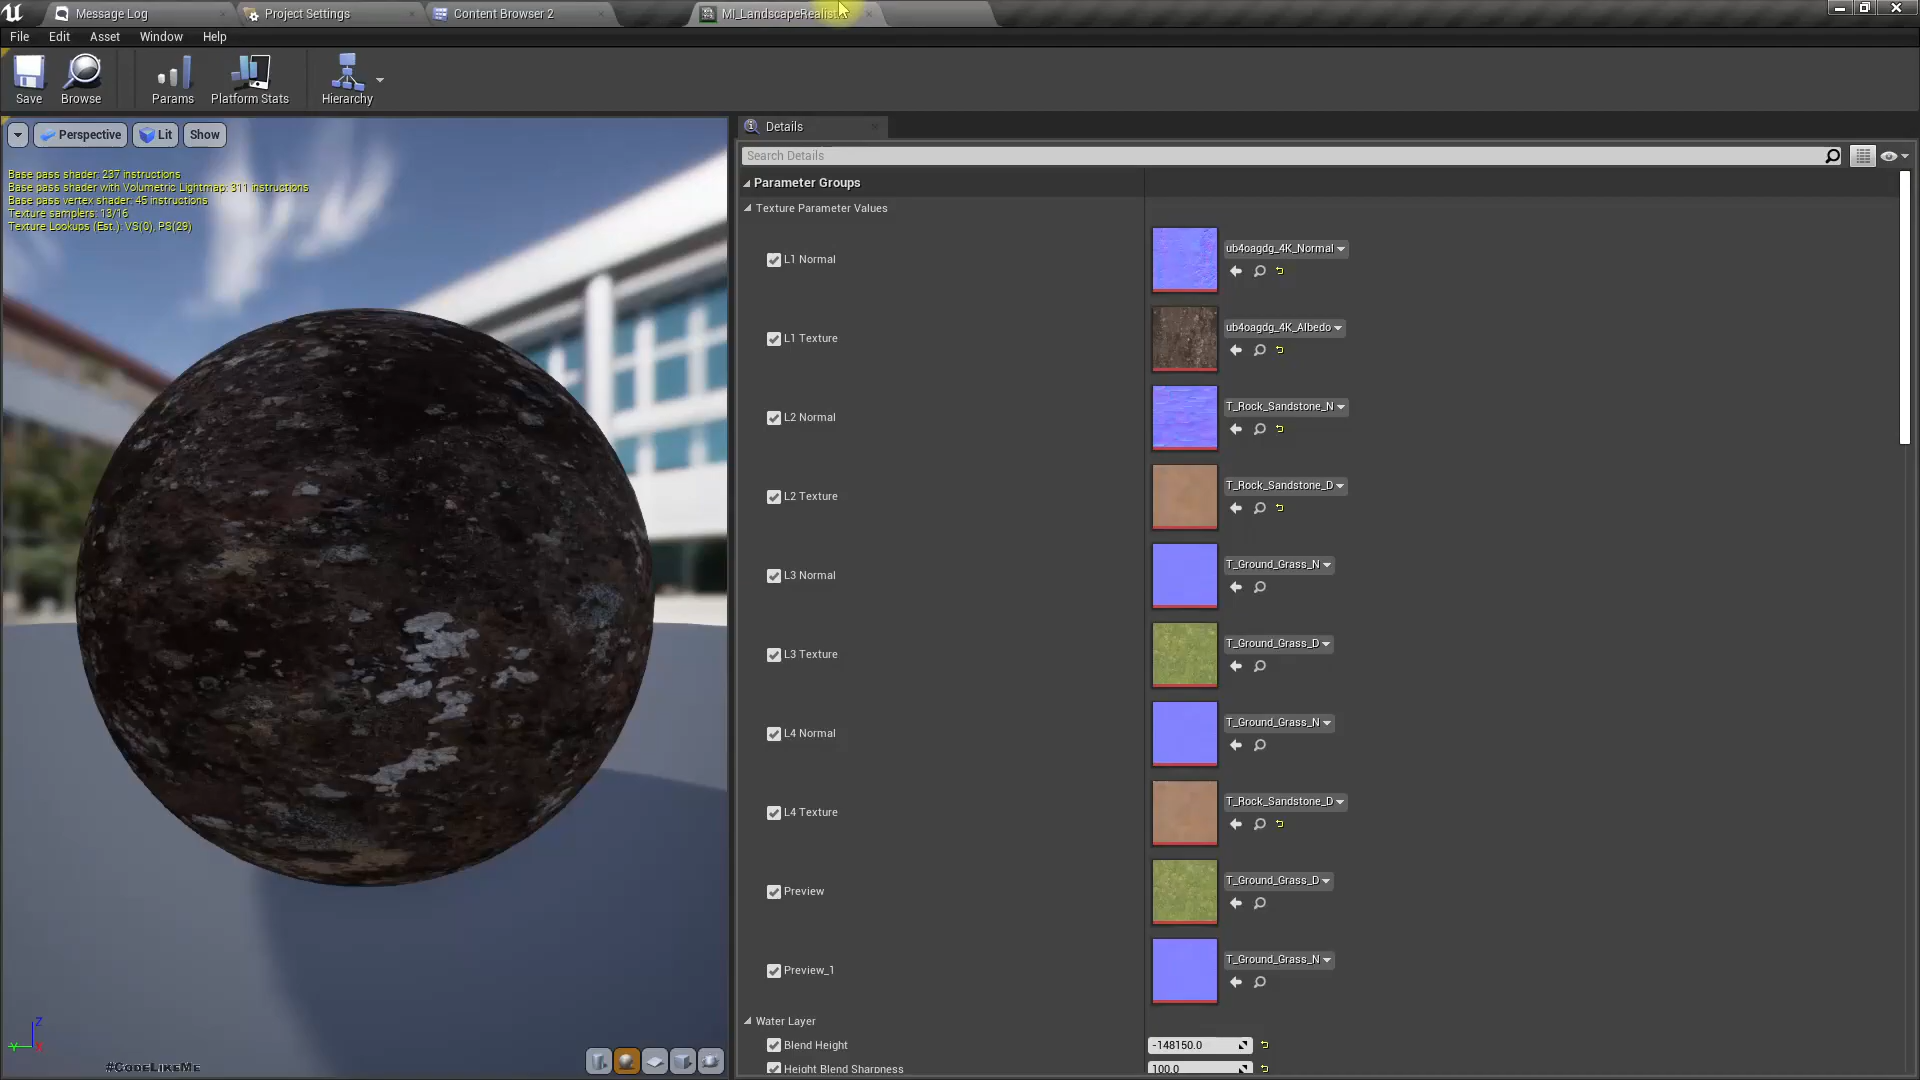 Message Log
Project Settings
Content Browser 2
MI_LandscapeRealist
File Edit Asset Window Help
Save
Browse
Params
Platform Stats
Hierarchy
Perspective
Lit
Show
Base pass shader: 237 instructions
Base pass shader with Volumetric Lightmap: 311 instructions
Base pass vertex shader: 45 instructions
Texture samplers: 13/16
Texture Lookups (Est.): VS(0), PS(29)
#CodeLikeMe
Details
Search Details
Parameter Groups
Texture Parameter Values
L1 Normal
ub4oagdg_4K_Normal
L1 Texture
ub4oagdg_4K_Albedo
L2 Normal
T_Rock_Sandstone_N
L2 Texture
T_Rock_Sandstone_D
L3 Normal
T_Ground_Grass_N
L3 Texture
T_Ground_Grass_D
L4 Normal
T_Ground_Grass_N
L4 Texture
T_Rock_Sandstone_D
Preview
T_Ground_Grass_D
Preview_1
T_Ground_Grass_N
Water Layer
Blend Height
-148150.0
Height Blend Sharpness
100.0
Z
Y
X